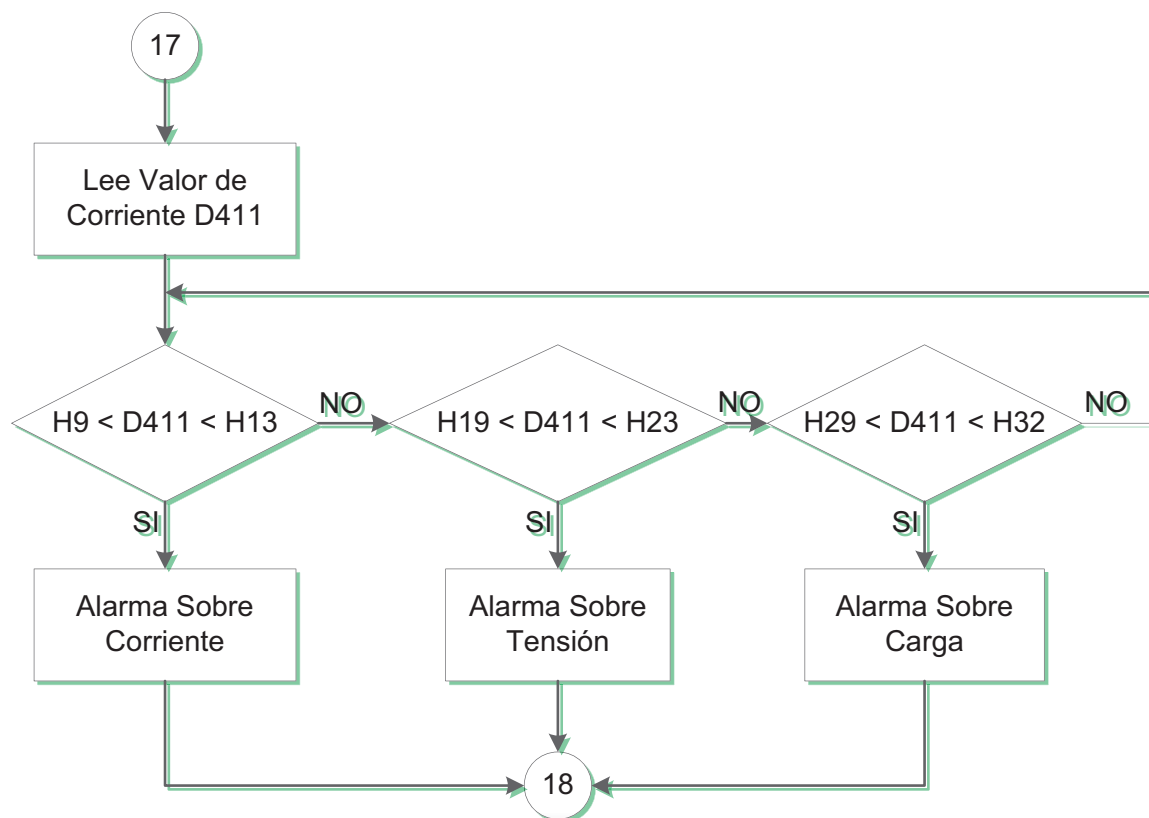 17
Lee Valor de
Corriente D411
H9 < D411 < H13
NO
H19 < D411 < H23
NO
H29 < D411 < H32
NO
SI
SI
SI
Alarma Sobre
Corriente
Alarma Sobre
Tensión
Alarma Sobre
Carga
18